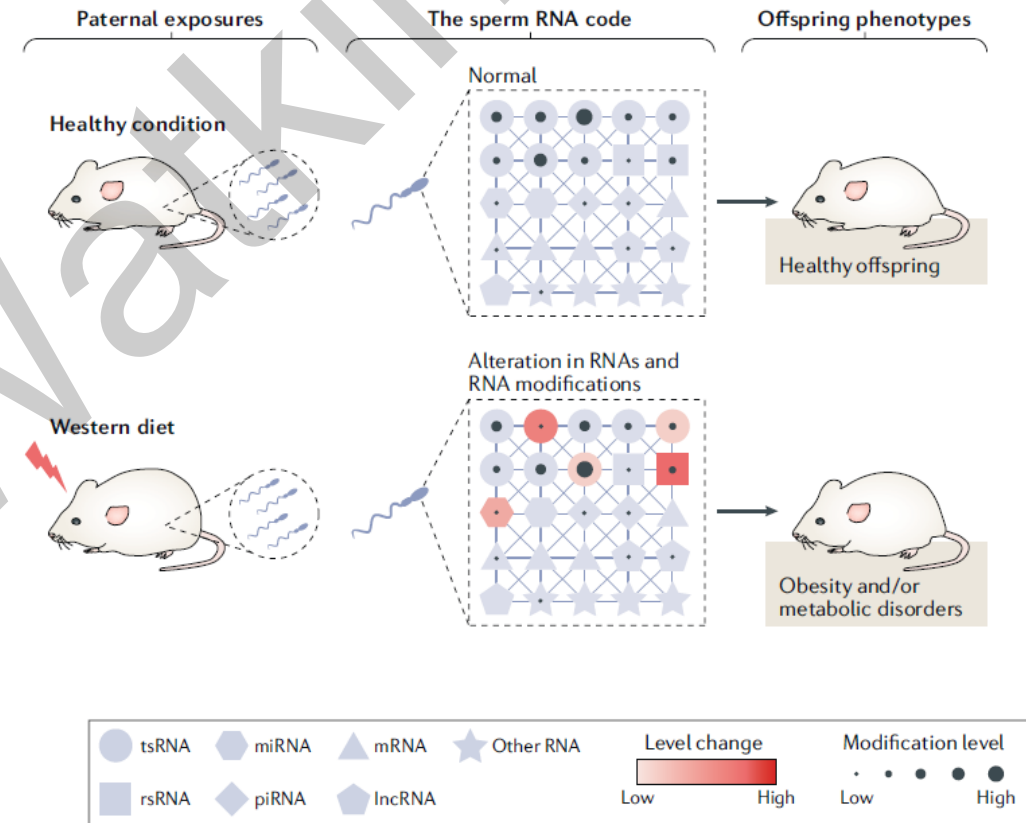 Paternal exposures
The sperm RNA code
Offspring phenotypes
Normal
Healthy condition
Healthy offspring
Alteration in RNAs and
RNA modifications
Western diet
Obesity and/or
metabolic disorders
tsRNA
miRNA
mRNA
Other RNA
rsRNA
piRNA
lncRNA
Level change
Low
High
Modification level
Low
High